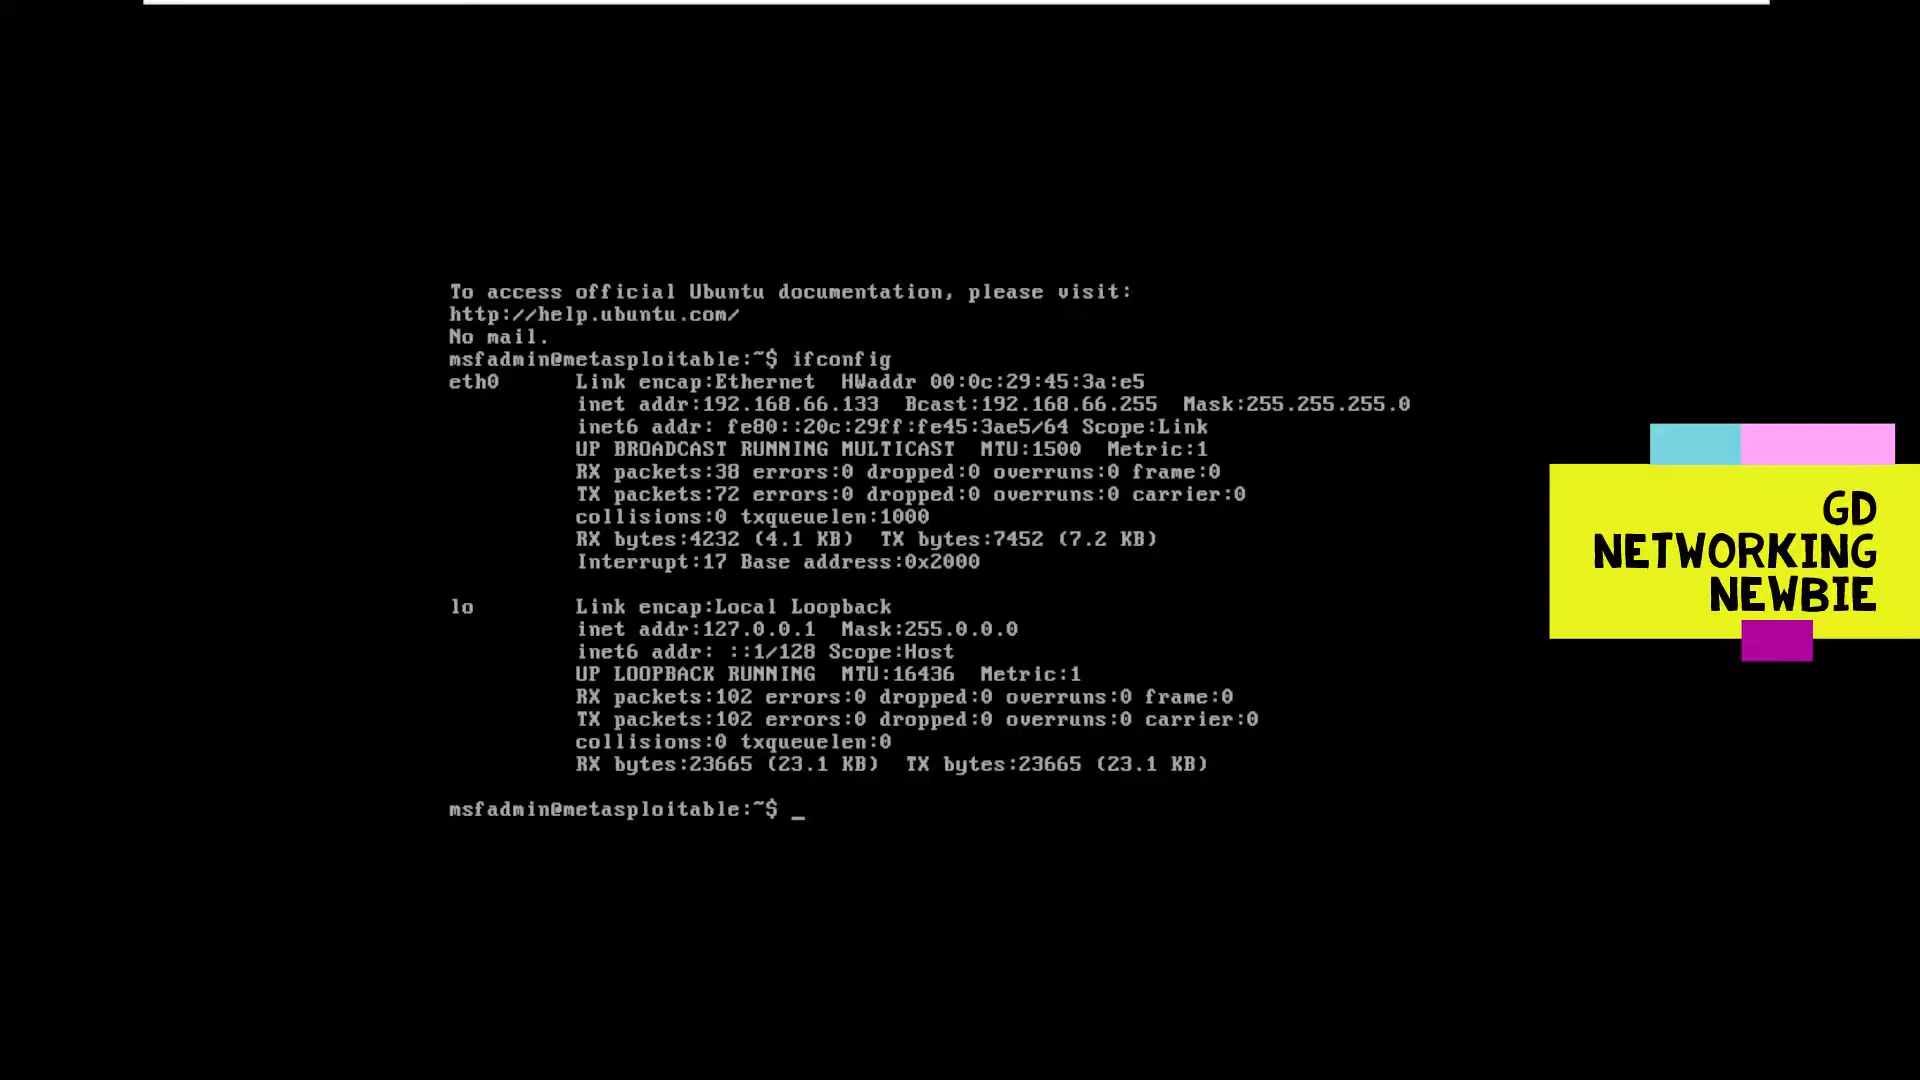 To access official Ubuntu documentation, please visit:
http://help.ubuntu.com/
No mail.
msfadmin@metasploitable:~$ ifconfig
eth0 Link encap:Ethernet HWaddr 00:0c:29:45:3a:e5
inet addr:192.168.66.133 Bcast:192.168.66.255 Mask:255.255.255.0
inet6 addr: fe80::20c:29ff:fe45:3ae5/64 Scope:Link
UP BROADCAST RUNNING MULTICAST MTU:1500 Metric:1
RX packets:38 errors:0 dropped:0 overruns:0 frame:0
TX packets:72 errors:0 dropped:0 overruns:0 carrier:0
collisions:0 txqueuelen:1000
RX bytes:4232 (4.1 KB) TX bytes:7452 (7.2 KB)
Interrupt:17 Base address:0x2000
lo Link encap:Local Loopback
inet addr:127.0.0.1 Mask:255.0.0.0
inet6 addr: ::1/128 Scope:Host
UP LOOPBACK RUNNING MTU:16436 Metric:1
RX packets:102 errors:0 dropped:0 overruns:0 frame:0
TX packets:102 errors:0 dropped:0 overruns:0 carrier:0
collisions:0 txqueuelen:0
RX bytes:23665 (23.1 KB) TX bytes:23665 (23.1 KB)
msfadmin@metasploitable:~$ _
GD
NETWORKING
NEWBIE